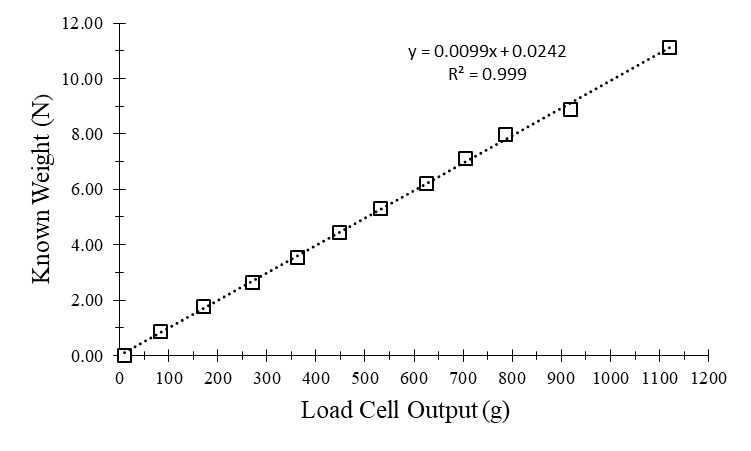 12.00
y = 0.0099x + 0.0242
R² = 0.999
10.00
8.00
6.00
4.00
2.00
0.00
Known Weight (N)
0 100 200 300 400 500 600 700 800 900 1000 1100 1200
Load Cell Output (g)